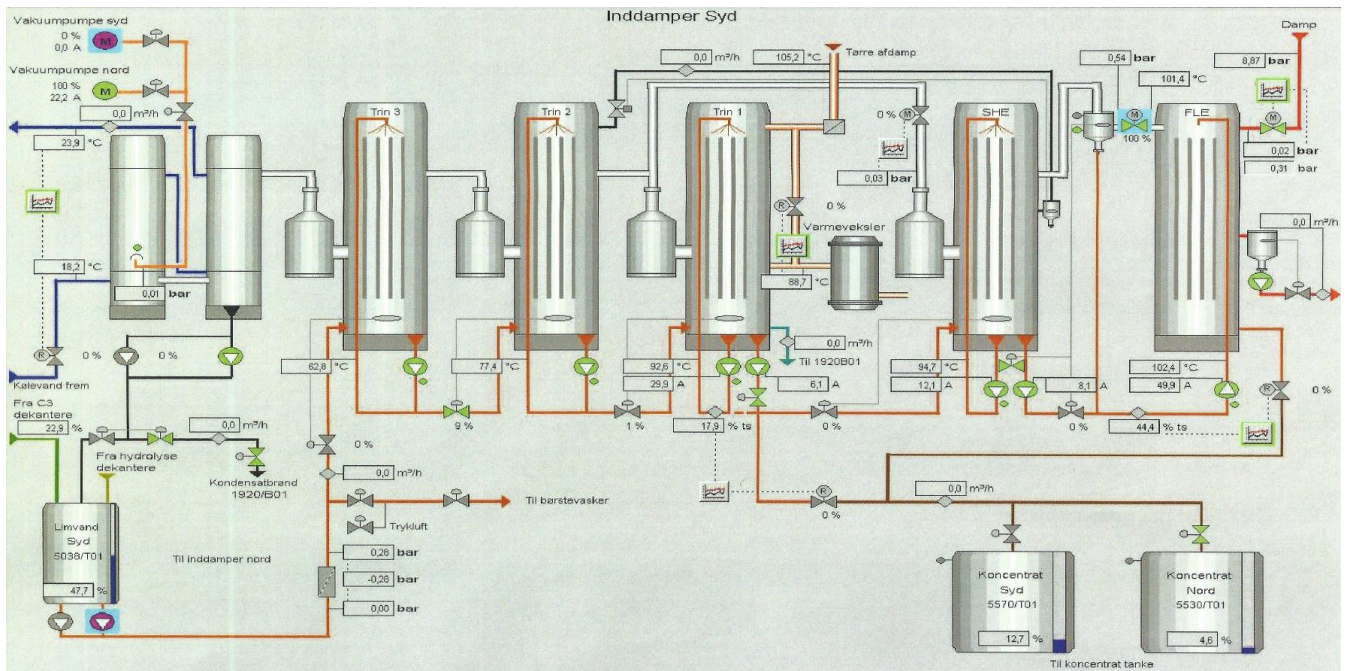 Inddamper Syd
Vakuumpumpe syd
0 %
0,0 A
M
Vakuumpumpe nord
100 %
22,2 A
M
0,0 m³/h
23,9 °C
18,2 °C
0,01 bar
R
0 %
0 %
Kølevand frem
Fra C3
dekantere
22,9 %
0,0 m³/h
Fra hydrolyse
dekantere
Kondensatbrønd
1920/B01
Limvand
Syd
5038/T01
47,7 %
Til inddamper nord
Trin 3
62,8 °C
0 %
0,0 m³/h
Til børstevasker
Trykluft
0,28 bar
-0,28 bar
0,00 bar
Trin 2
77,4 °C
9 %
0,0 m³/h
105,2 °C
Tørre afdamp
Trin 1
92,6 °C
29,9 A
1 %
17,9 % ts
R
0 %
Varmeveksler
88,7 °C
0,0 m³/h
Til 1920B01
6,1 A
0 %
R
0 %
0 %
M
0,03 bar
SHE
94,7 °C
12,1 A
8,1 A
0 %
0,54 bar
101,4 °C
M
100 %
FLE
102,4 °C
49,9 A
44,4 % ts
Damp
8,87 bar
M
0,02 bar
0,31 bar
0,0 m³/h
R
0 %
0,0 m³/h
Koncentrat
Syd
5570/T01
12,7 %
Koncentrat
Nord
5530/T01
4,6 %
Til koncentrat tanke